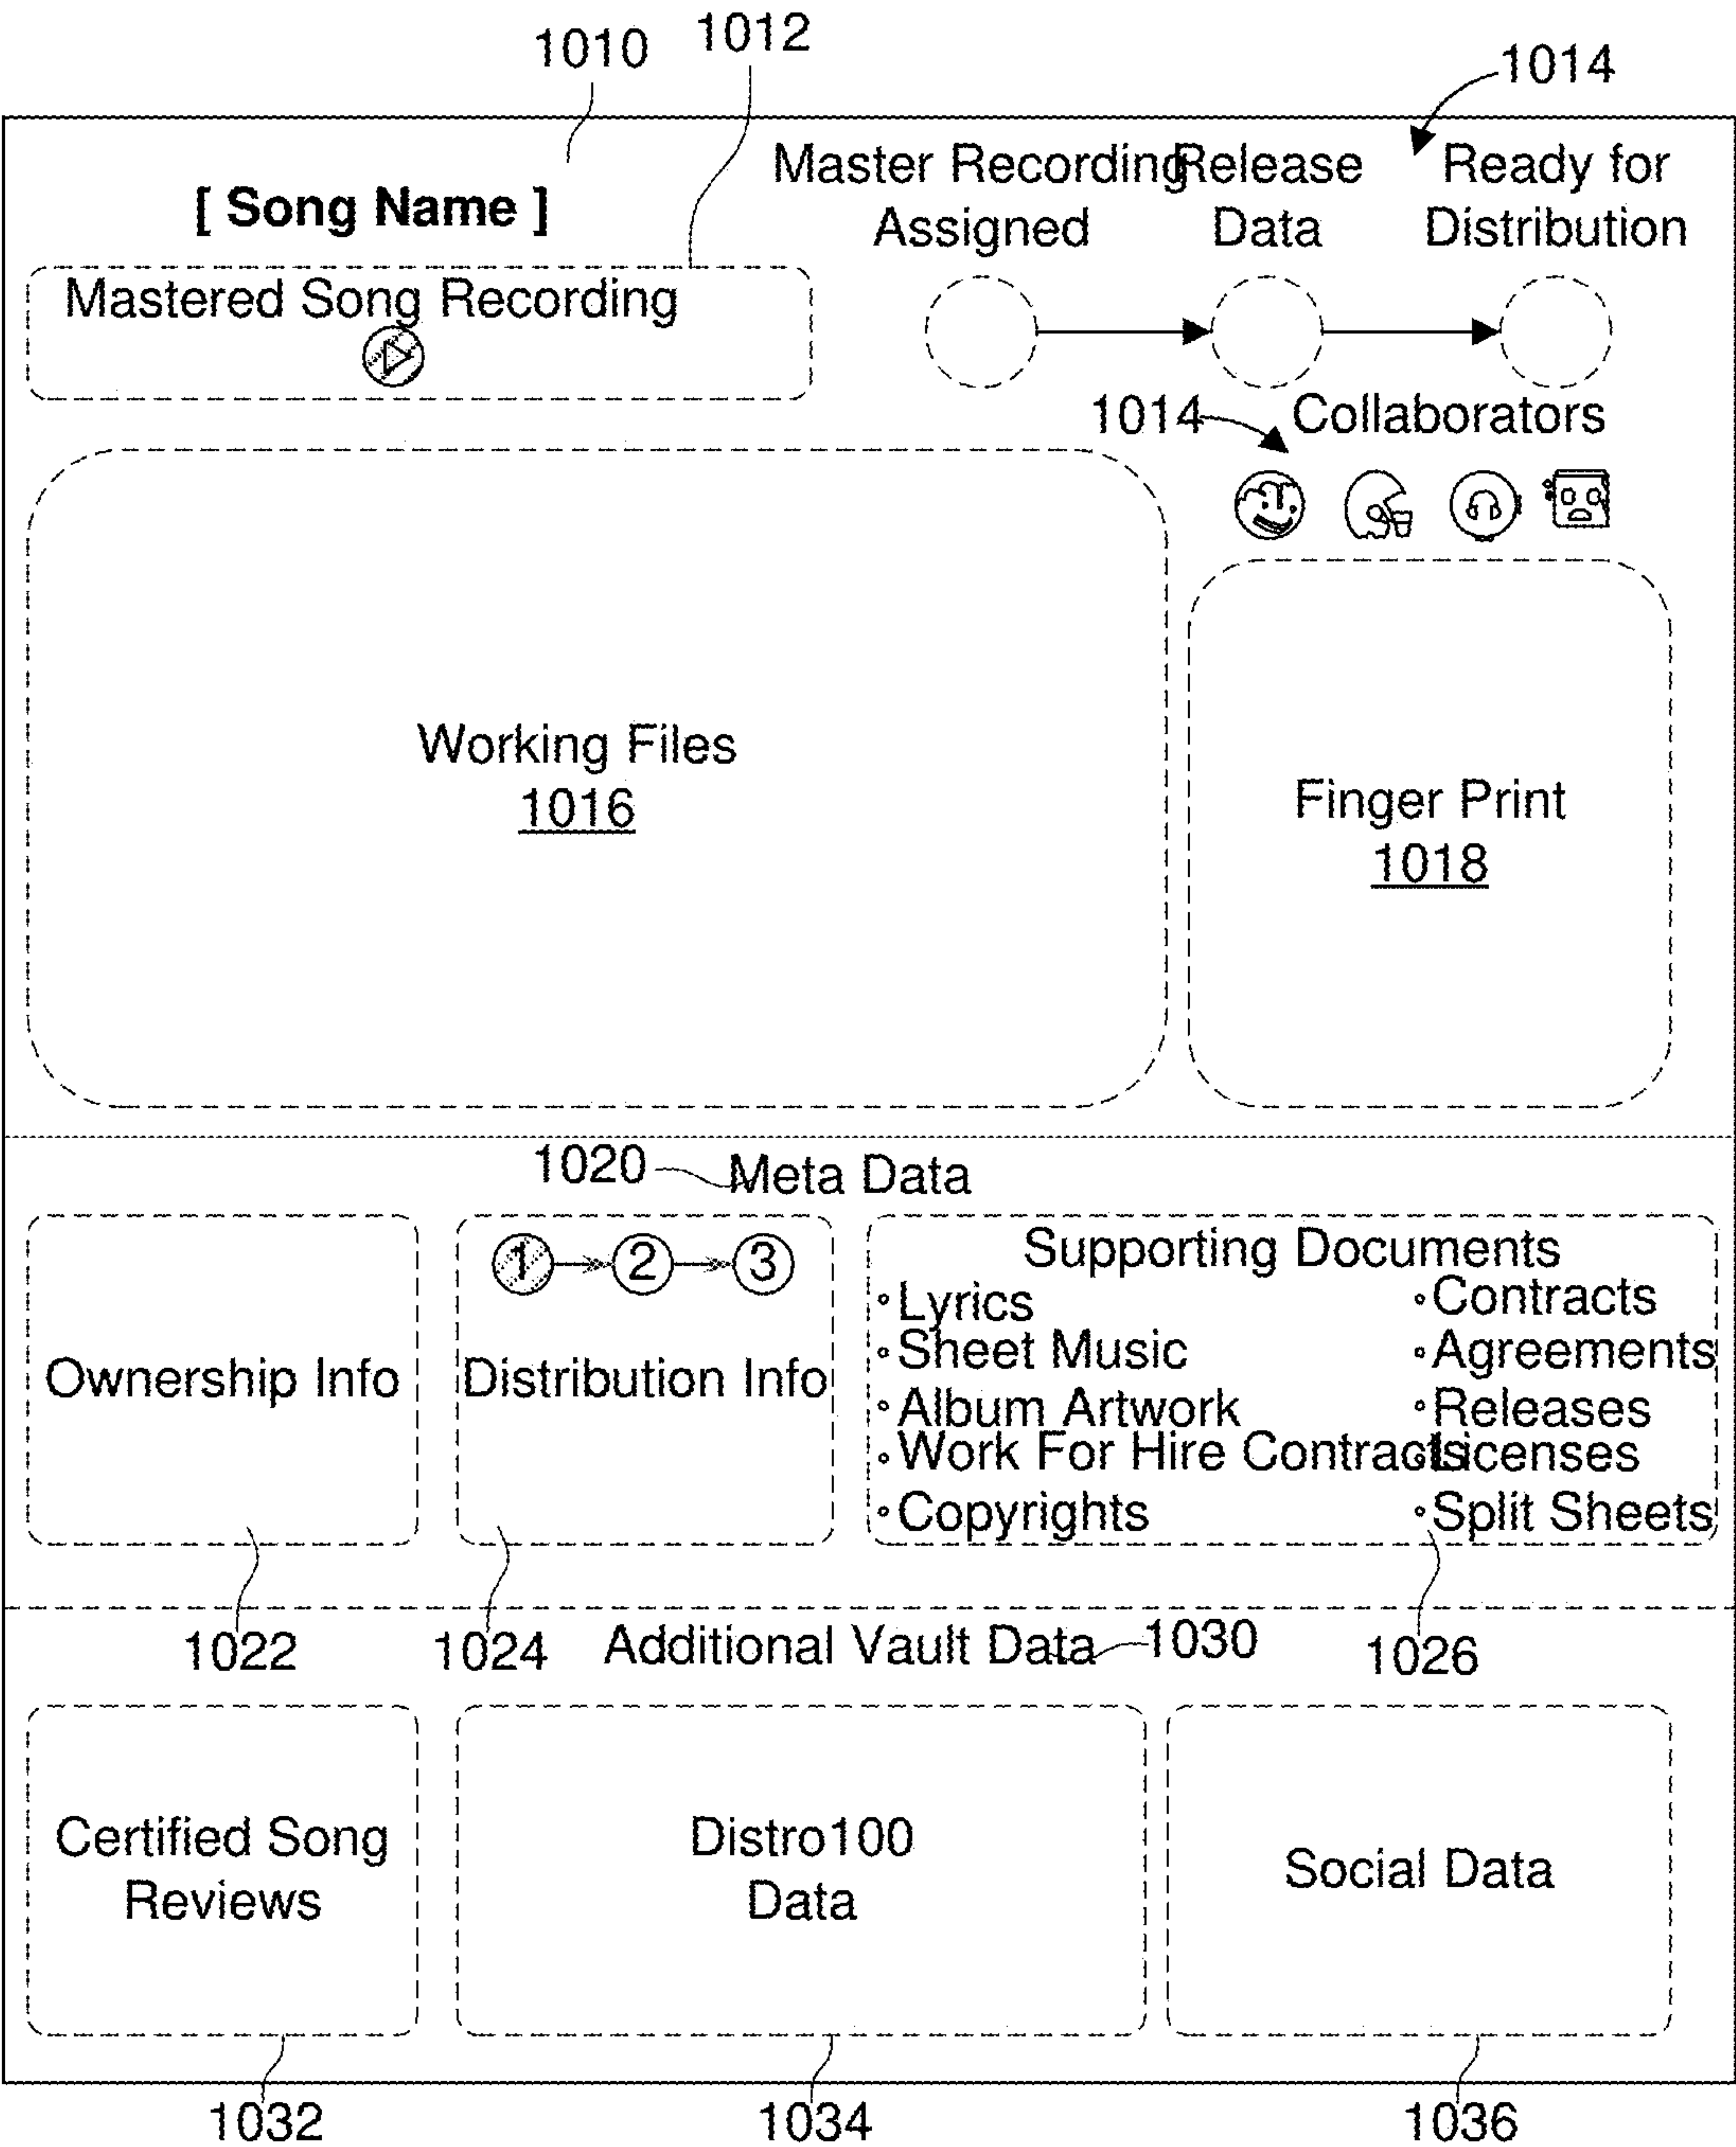 1010
1012
1014
[ Song Name ]
Master Recording
Assigned
Release
Data
Ready for
Distribution
Mastered Song Recording
1014
Collaborators
Working Files
1016
Finger Print
1018
1020
Meta Data
Ownership Info
1
2
3
Distribution Info
Supporting Documents
Lyrics
Sheet Music
Album Artwork
Work For Hire Contracts
Copyrights
Contracts
Agreements
Releases
Licenses
Split Sheets
1022
1024
Additional Vault Data
1030
1026
Certified Song
Reviews
Distro100
Data
Social Data
1032
1034
1036